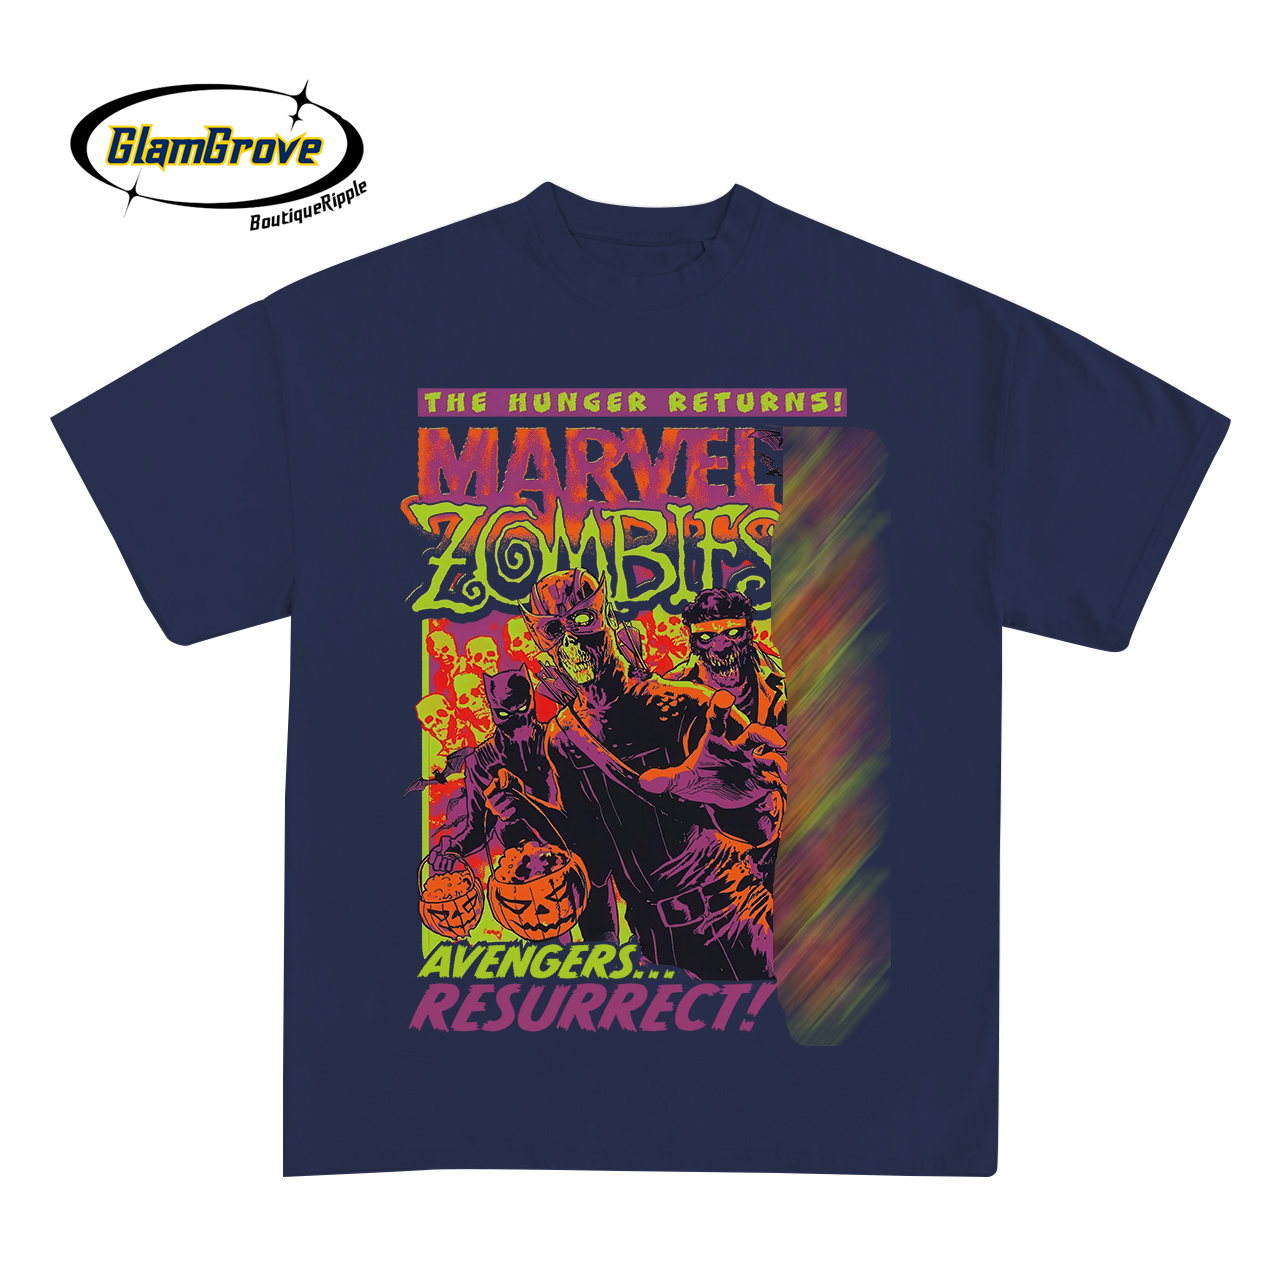 GlamGrove
BoutiqueRipple
THE HUNGER RETURNS!
MARVEL
ZOMBIES
AVENGERS...
RESURRECT!